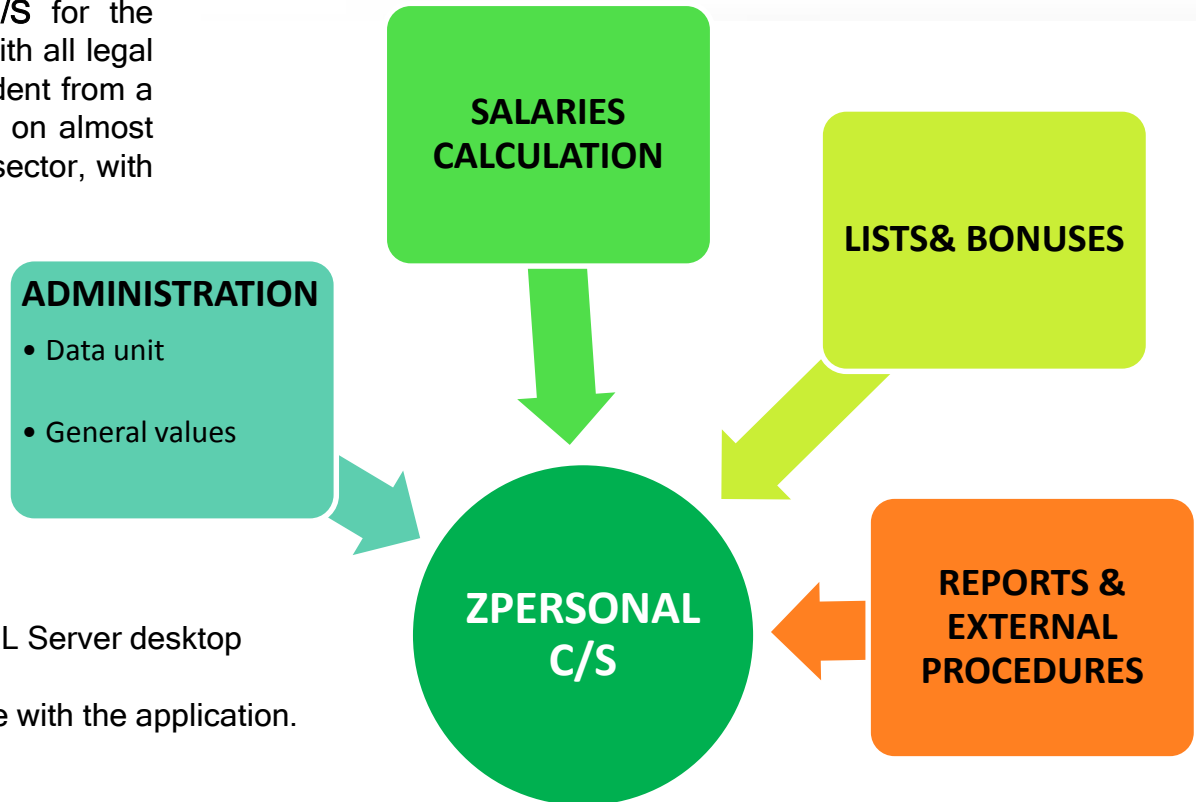 /S for the
ith all legal
dent from a
on almost
sector, with
SALARIES
CALCULATION
LISTS& BONUSES
ADMINISTRATION
• Data unit
• General values
ZPERSONAL
C/S
REPORTS &
EXTERNAL
PROCEDURES
L Server desktop
e with the application.